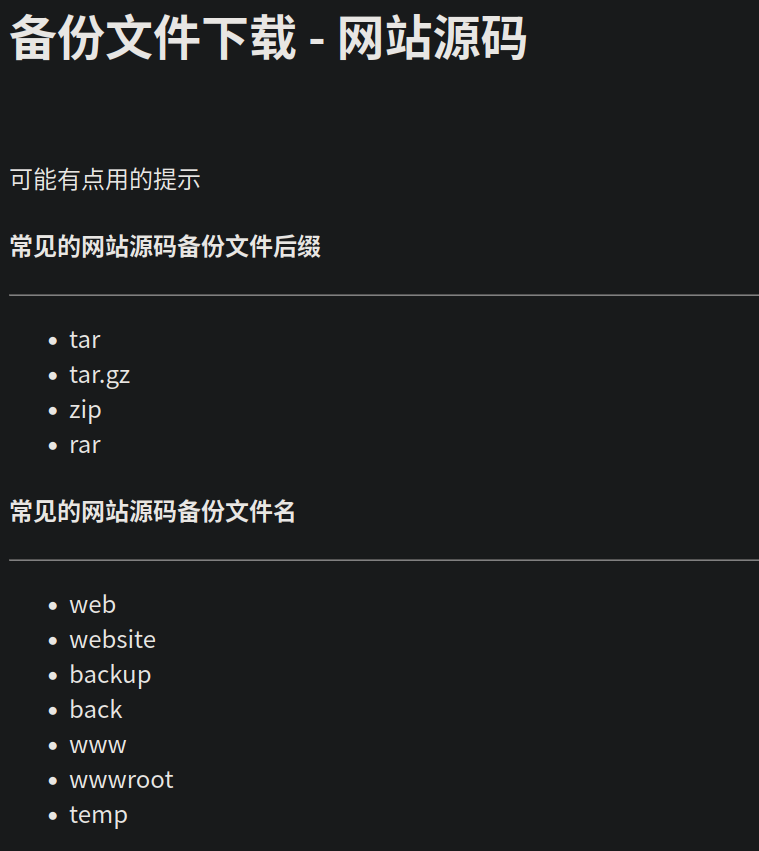 备份文件下载 - 网站源码
可能有点用的提示
常见的网站源码备份文件后缀
tar
tar.gz
zip
rar
常见的网站源码备份文件名
web
website
backup
back
www
wwwroot
temp